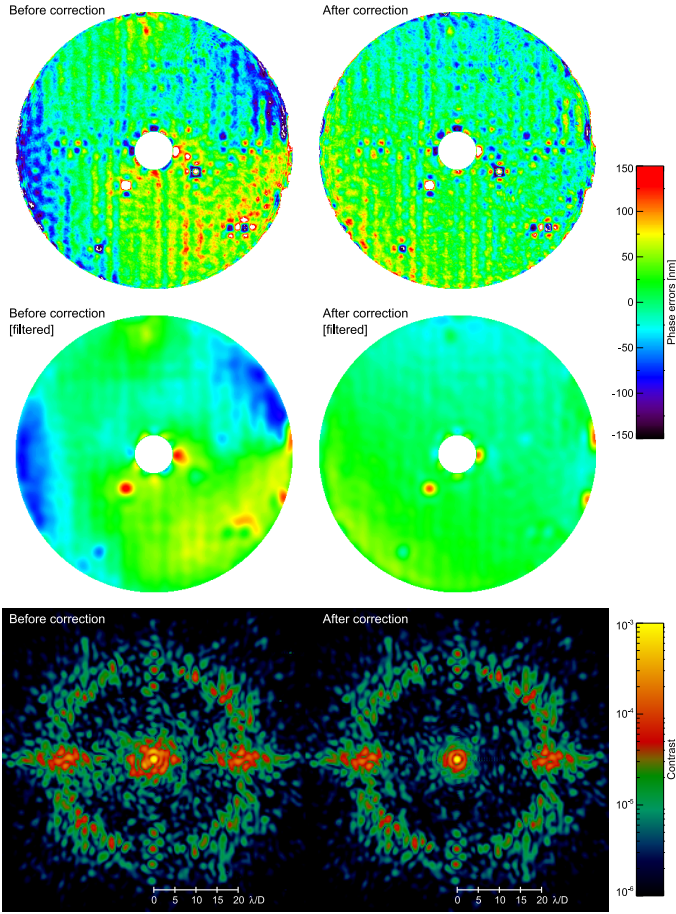 Before correction
After correction
150
100
50
0
-50
-100
-150
Phase errors [nm]
Before correction
[filtered]
After correction
[filtered]
Before correction
After correction
10-3
10-4
10-5
10-6
Contrast
0 5 10 15 20 λ/D
0 5 10 15 20 λ/D